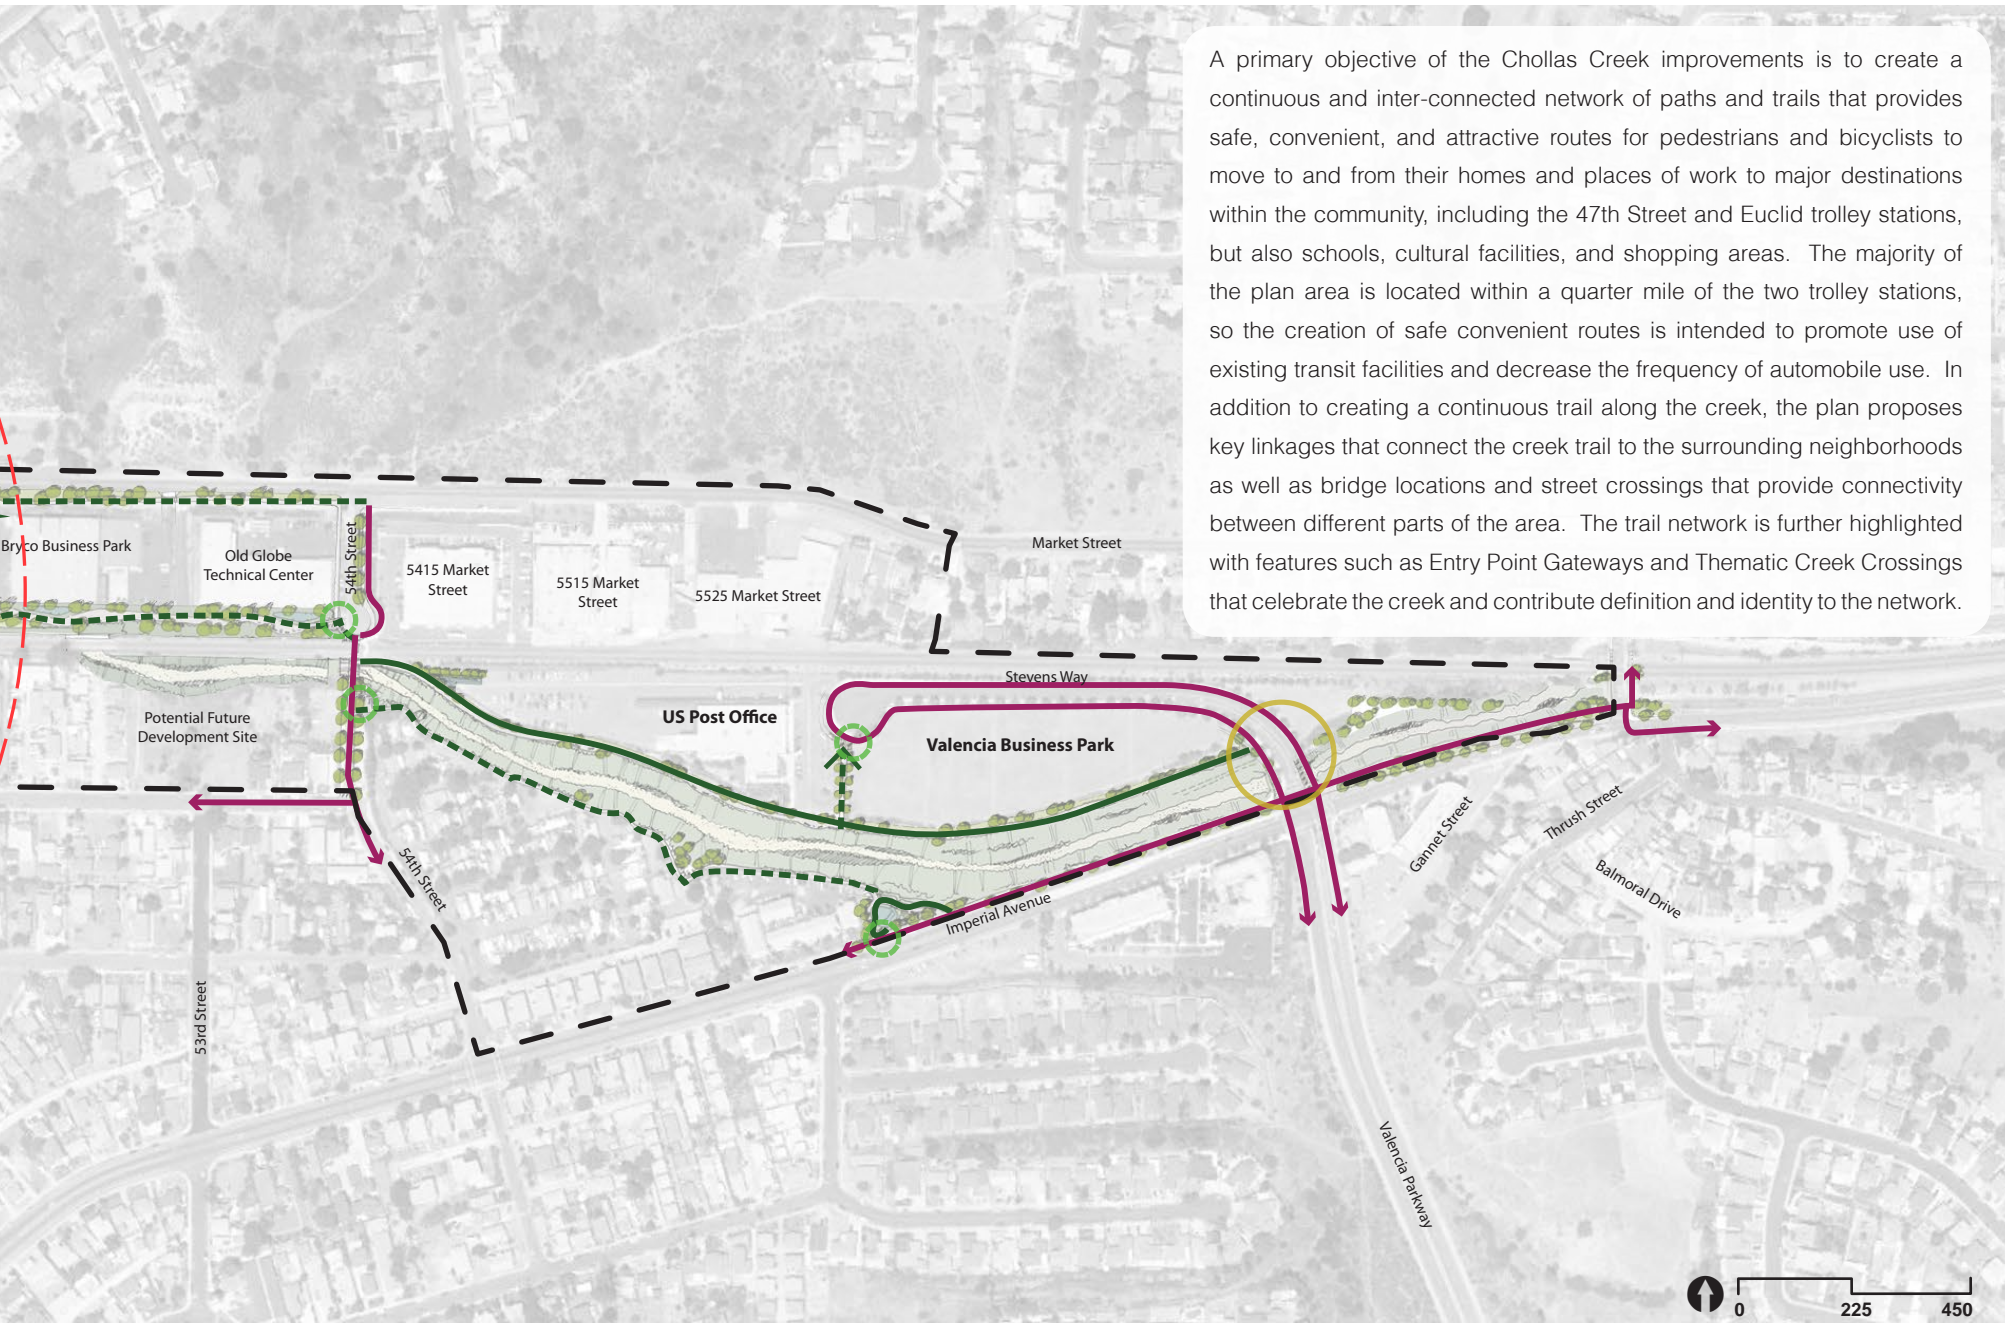 A primary objective of the Chollas Creek improvements is to create a
continuous and inter-connected network of paths and trails that provides
safe, convenient, and attractive routes for pedestrians and bicyclists to
move to and from their homes and places of work to major destinations
within the community, including the 47th Street and Euclid trolley stations,
but also schools, cultural facilities, and shopping areas. The majority of
the plan area is located within a quarter mile of the two trolley stations,
so the creation of safe convenient routes is intended to promote use of
existing transit facilities and decrease the frequency of automobile use. In
addition to creating a continuous trail along the creek, the plan proposes
key linkages that connect the creek trail to the surrounding neighborhoods
as well as bridge locations and street crossings that provide connectivity
between different parts of the area. The trail network is further highlighted
with features such as Entry Point Gateways and Thematic Creek Crossings
that celebrate the creek and contribute definition and identity to the network.
Bryco Business Park
Old Globe
Technical Center
54th Street
5415 Market
Street
5515 Market
Street
5525 Market Street
Market Street
Stevens Way
US Post Office
Valencia Business Park
Potential Future
Development Site
54th Street
53rd Street
Imperial Avenue
Gannet Street
Thrush Street
Balmoral Drive
Valencia Parkway
0
225
450